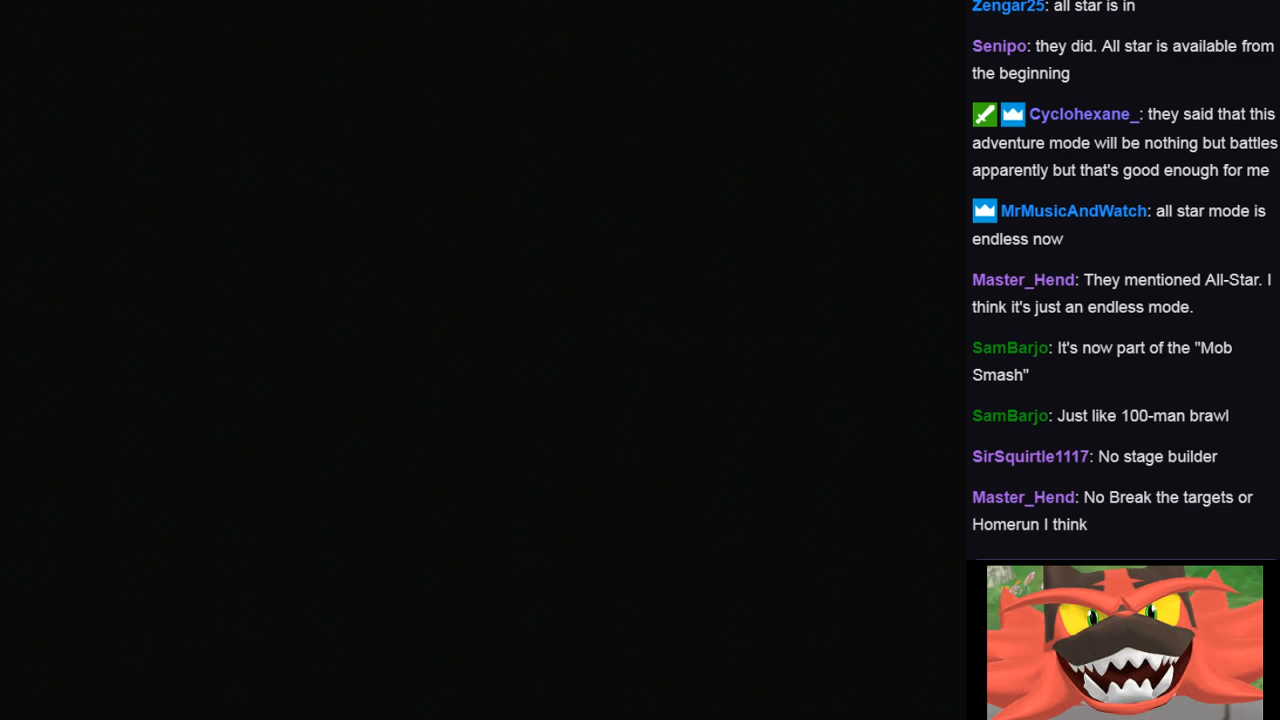 Zengar25: all star is in
Senipo: they did. All star is available from
the beginning
Cyclohexane_: they said that this
adventure mode will be nothing but battles
apparently but that's good enough for me
MrMusicAndWatch: all star mode is
endless now
Master_Hend: They mentioned All-Star. I
think it's just an endless mode.
SamBarjo: It's now part of the "Mob
Smash"
SamBarjo: Just like 100-man brawl
SirSquirtle1117: No stage builder
Master_Hend: No Break the targets or
Homerun I think